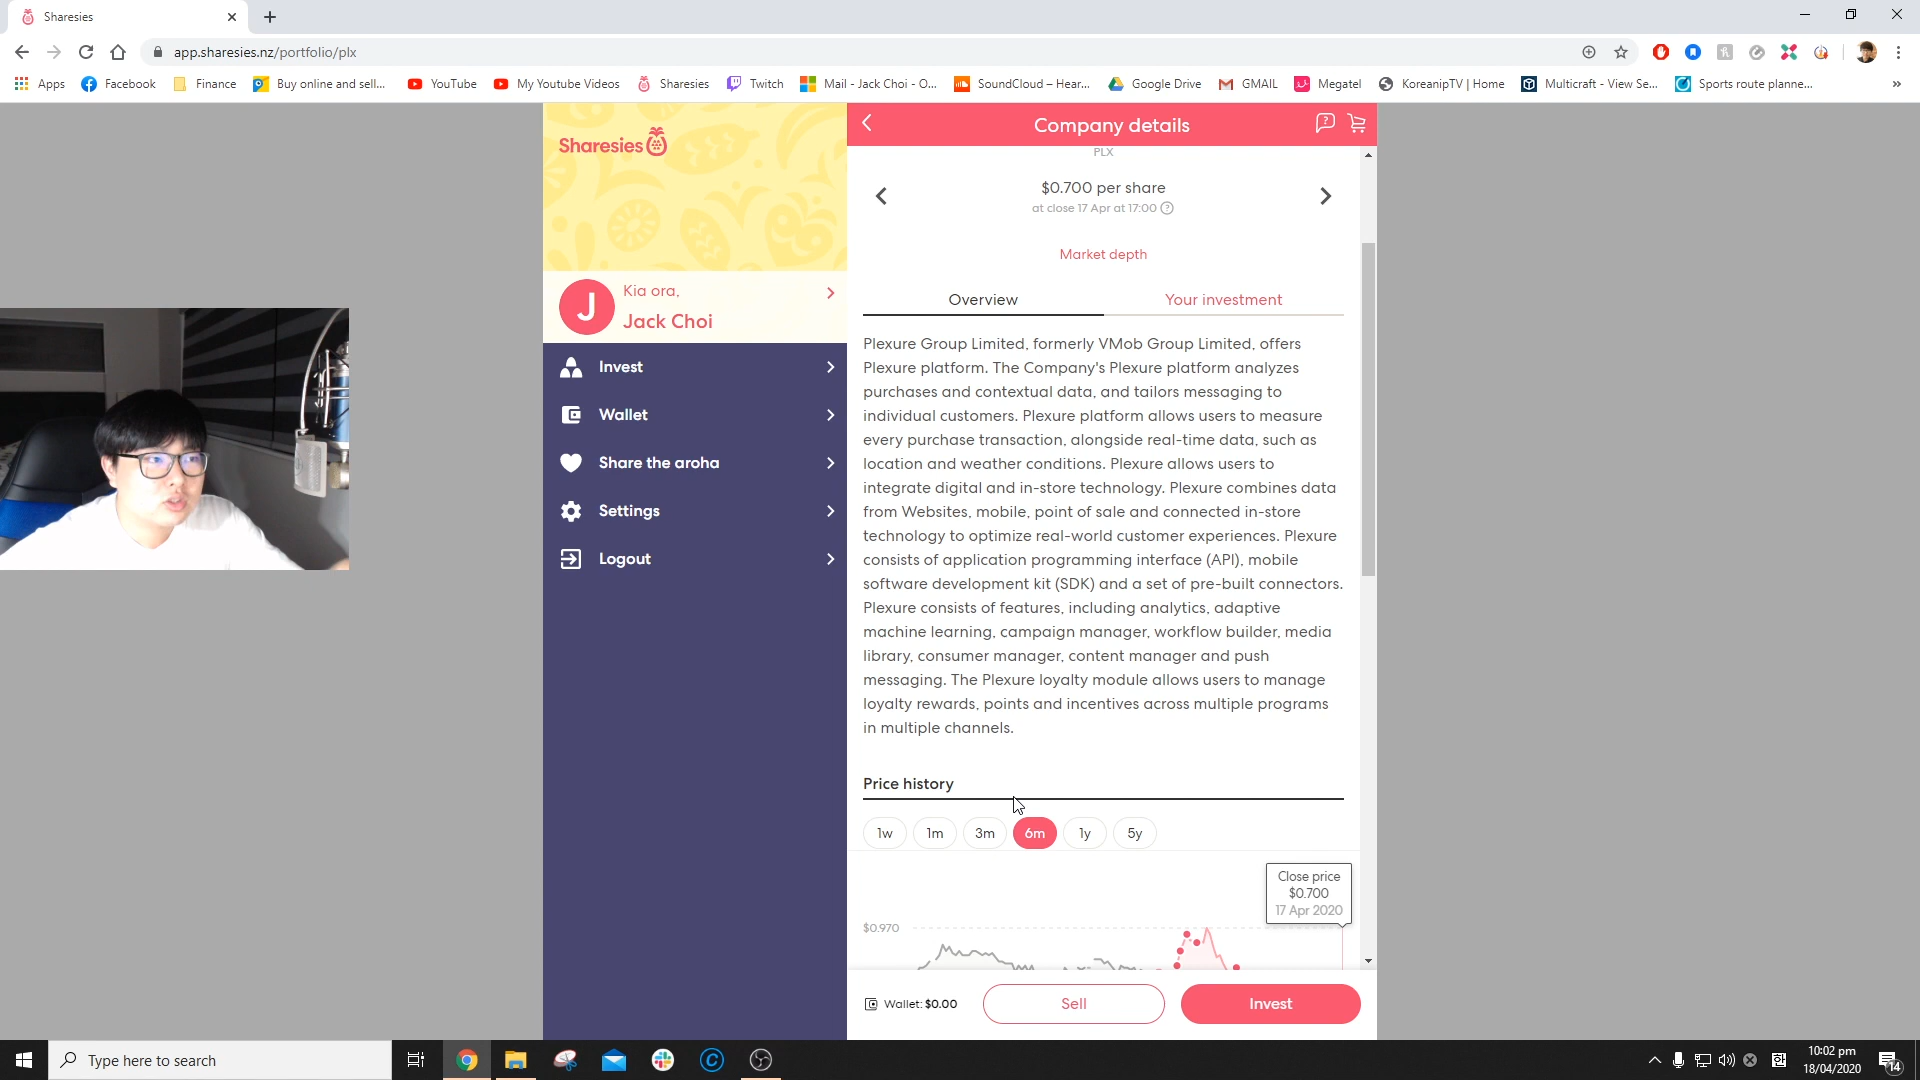 Sharesies
app.sharesies.nz/portfolio/plx
Apps Facebook Finance Buy online and sell... YouTube My Youtube Videos Sharesies Twitch Mail - Jack Choi - O... SoundCloud – Hear... Google Drive GMAIL Megatel KoreanipTV | Home Multicraft - View Se... Sports route planne... »
Sharesies
J
Kia ora,
Jack Choi
Invest
Wallet
Share the aroha
Settings
Logout
Company details
PLX
$0.700 per share
at close 17 Apr at 17:00 ?
Market depth
Overview Your investment
Plexure Group Limited, formerly VMob Group Limited, offers
Plexure platform. The Company's Plexure platform analyzes
purchases and contextual data, and tailors messaging to
individual customers. Plexure platform allows users to measure
every purchase transaction, alongside real-time data, such as
location and weather conditions. Plexure allows users to
integrate digital and in-store technology. Plexure combines data
from Websites, mobile, point of sale and connected in-store
technology to optimize real-world customer experiences. Plexure
consists of application programming interface (API), mobile
software development kit (SDK) and a set of pre-built connectors.
Plexure consists of features, including analytics, adaptive
machine learning, campaign manager, workflow builder, media
library, consumer manager, content manager and push
messaging. The Plexure loyalty module allows users to manage
loyalty rewards, points and incentives across multiple programs
in multiple channels.
Price history
1w 1m 3m 6m 1y 5y
Close price
$0.700
17 Apr 2020
$0.970
Wallet: $0.00 Sell Invest
Type here to search
10:02 pm
18/04/2020
14